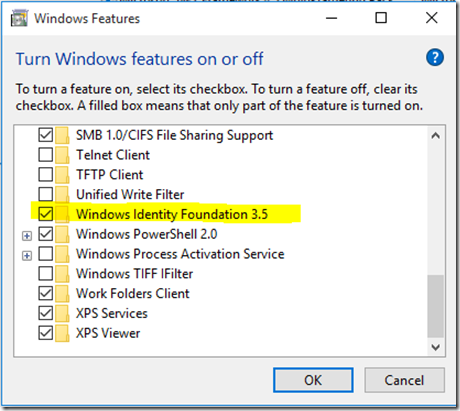 Windows Features
Turn Windows features on or off
?
To turn a feature on, select its checkbox. To turn a feature off, clear its
checkbox. A filled box means that only part of the feature is turned on.
SMB 1.0/CIFS File Sharing Support
Telnet Client
TFTP Client
Unified Write Filter
Windows Identity Foundation 3.5
Windows PowerShell 2.0
Windows Process Activation Service
Windows TIFF IFilter
Work Folders Client
XPS Services
XPS Viewer
OK
Cancel